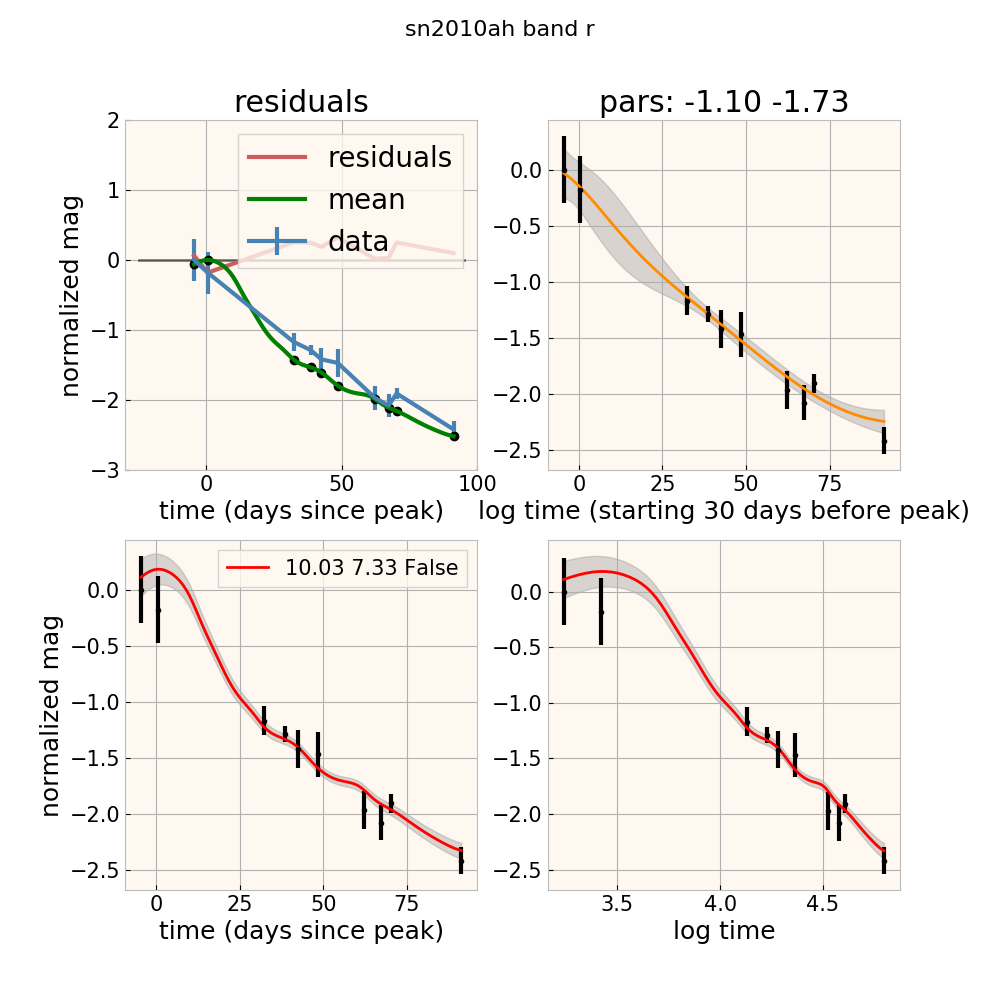 sn2010ah band r
residuals
pars: -1.10 -1.73
normalized mag
2
1
0
−1
−2
−3
residuals
mean
data
0
50
100
time (days since peak)
0.0
−0.5
−1.0
−1.5
−2.0
−2.5
0
25
50
75
log time (starting 30 days before peak)
normalized mag
0.0
−0.5
−1.0
−1.5
−2.0
−2.5
10.03 7.33 False
0
25
50
75
time (days since peak)
0.0
−0.5
−1.0
−1.5
−2.0
−2.5
3.5
4.0
4.5
log time